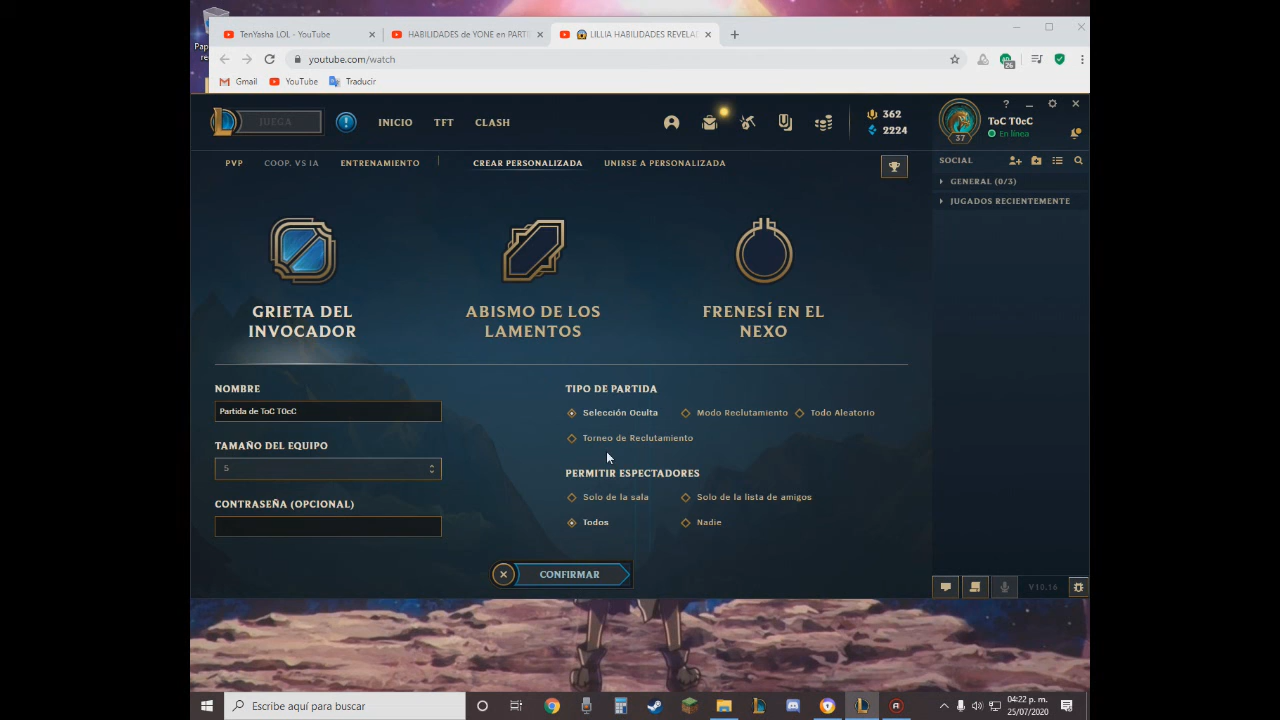 Pap
re
TenYasha LOL - YouTube
HABILIDADES de YONE en PARTI
LILLIA HABILIDADES REVELA
youtube.com/watch
26
Gmail
YouTube
Traducir
JUEGA
INICIO
TFT
CLASH
362
2224
37
ToC T0cC
En línea
PVP
COOP. VS IA
ENTRENAMIENTO
CREAR PERSONALIZADA
UNIRSE A PERSONALIZADA
SOCIAL
GENERAL (0/3)
JUGADOS RECIENTEMENTE
GRIETA DEL
INVOCADOR
ABISMO DE LOS
LAMENTOS
FRENESÍ EN EL
NEXO
NOMBRE
Partida de ToC T0cC
TAMAÑO DEL EQUIPO
5
CONTRASEÑA (OPCIONAL)
TIPO DE PARTIDA
Selección Oculta
Modo Reclutamiento
Todo Aleatorio
Torneo de Reclutamiento
PERMITIR ESPECTADORES
Solo de la sala
Solo de la lista de amigos
Todos
Nadie
CONFIRMAR
V10.16
Escribe aquí para buscar
04:22 p. m.
25/07/2020